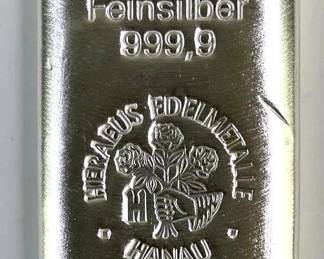 Feinsilber
999,9
HERAEUS EDELMETALLE
M
· HANAU ·